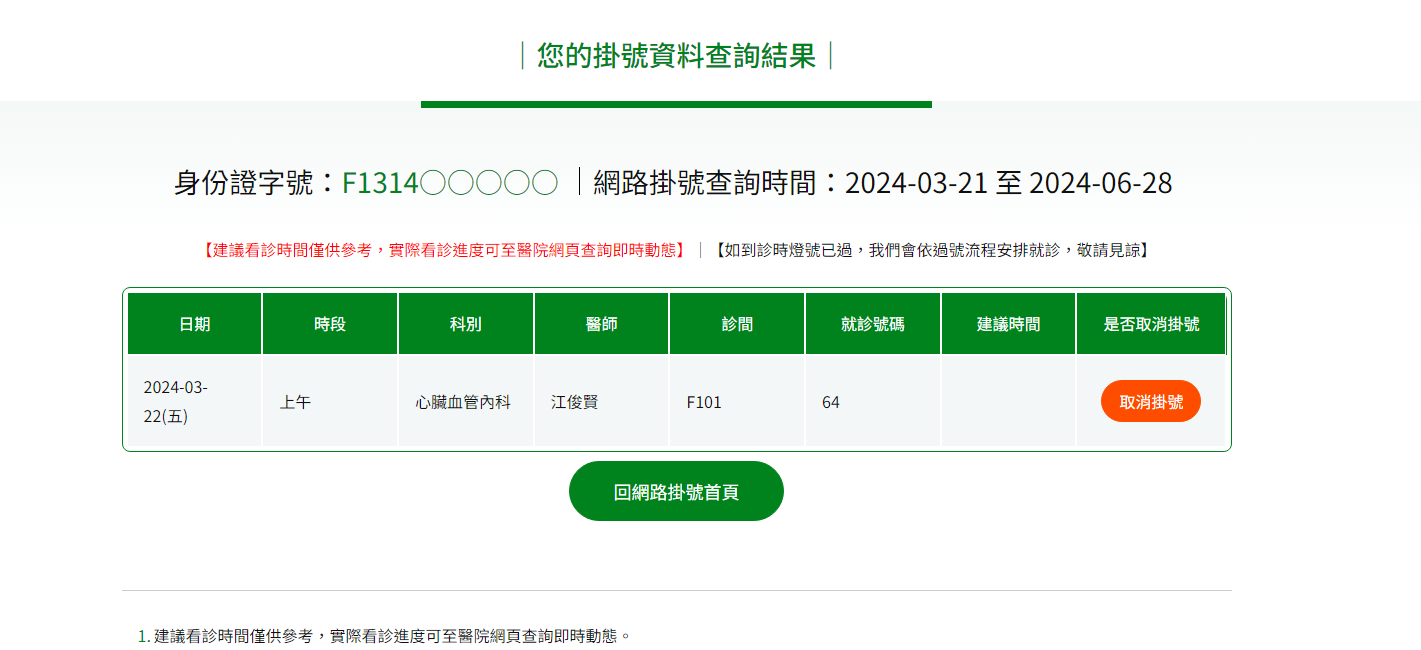 ｜您的掛號資料查詢結果｜
身份證字號：F1314○○○○○ ｜網路掛號查詢時間：2024-03-21 至 2024-06-28
【建議看診時間僅供參考，實際看診進度可至醫院網頁查詢即時動態】｜【如到診時燈號已過，我們會依過號流程安排就診，敬請見諒】
日期 時段 科別 醫師 診間 就診號碼 建議時間 是否取消掛號
2024-03-
22(五) 上午 心臟血管內科 江俊賢 F101 64 取消掛號
回網路掛號首頁
1. 建議看診時間僅供參考，實際看診進度可至醫院網頁查詢即時動態。